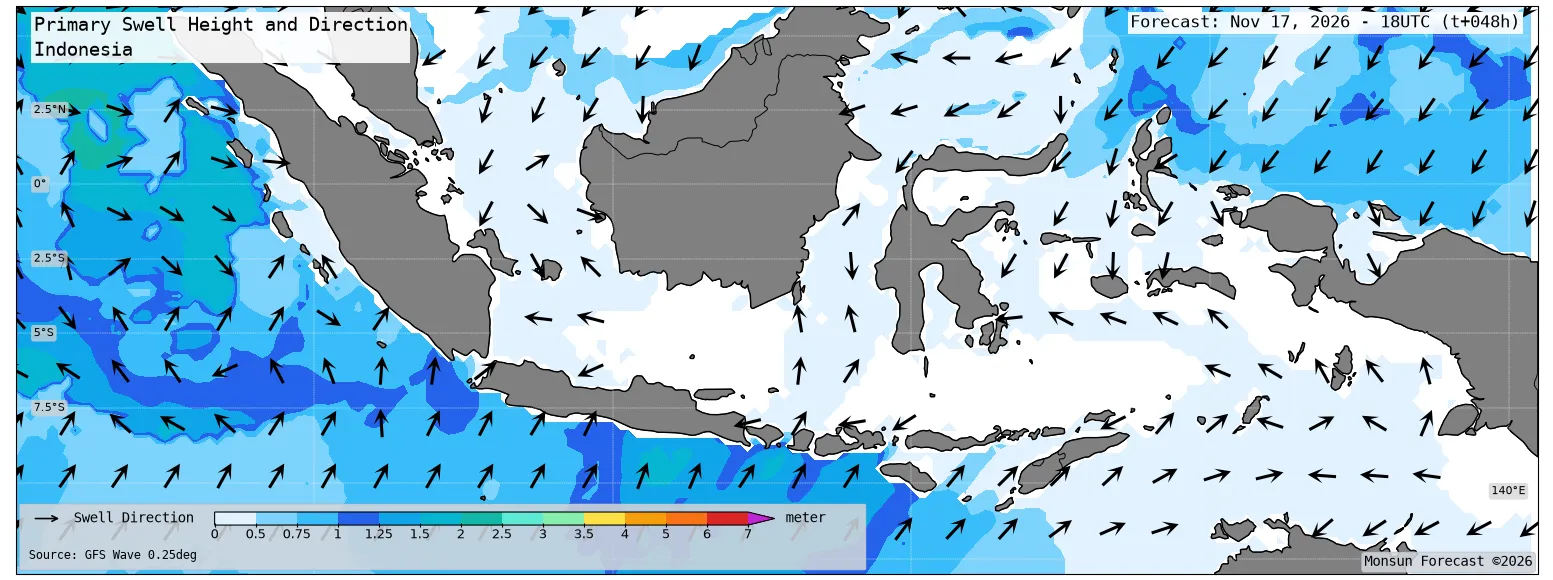 Primary Swell Height and Direction
Indonesia
Forecast: Nov 17, 2026 - 18UTC (t+048h)
2.5°N
0°
2.5°S
5°S
7.5°S
140°E
Swell Direction
0 0.5 0.75 1 1.25 1.5 2 2.5 3 3.5 4 5 6 7
meter
Source: GFS Wave 0.25deg
Monsun Forecast ©2026